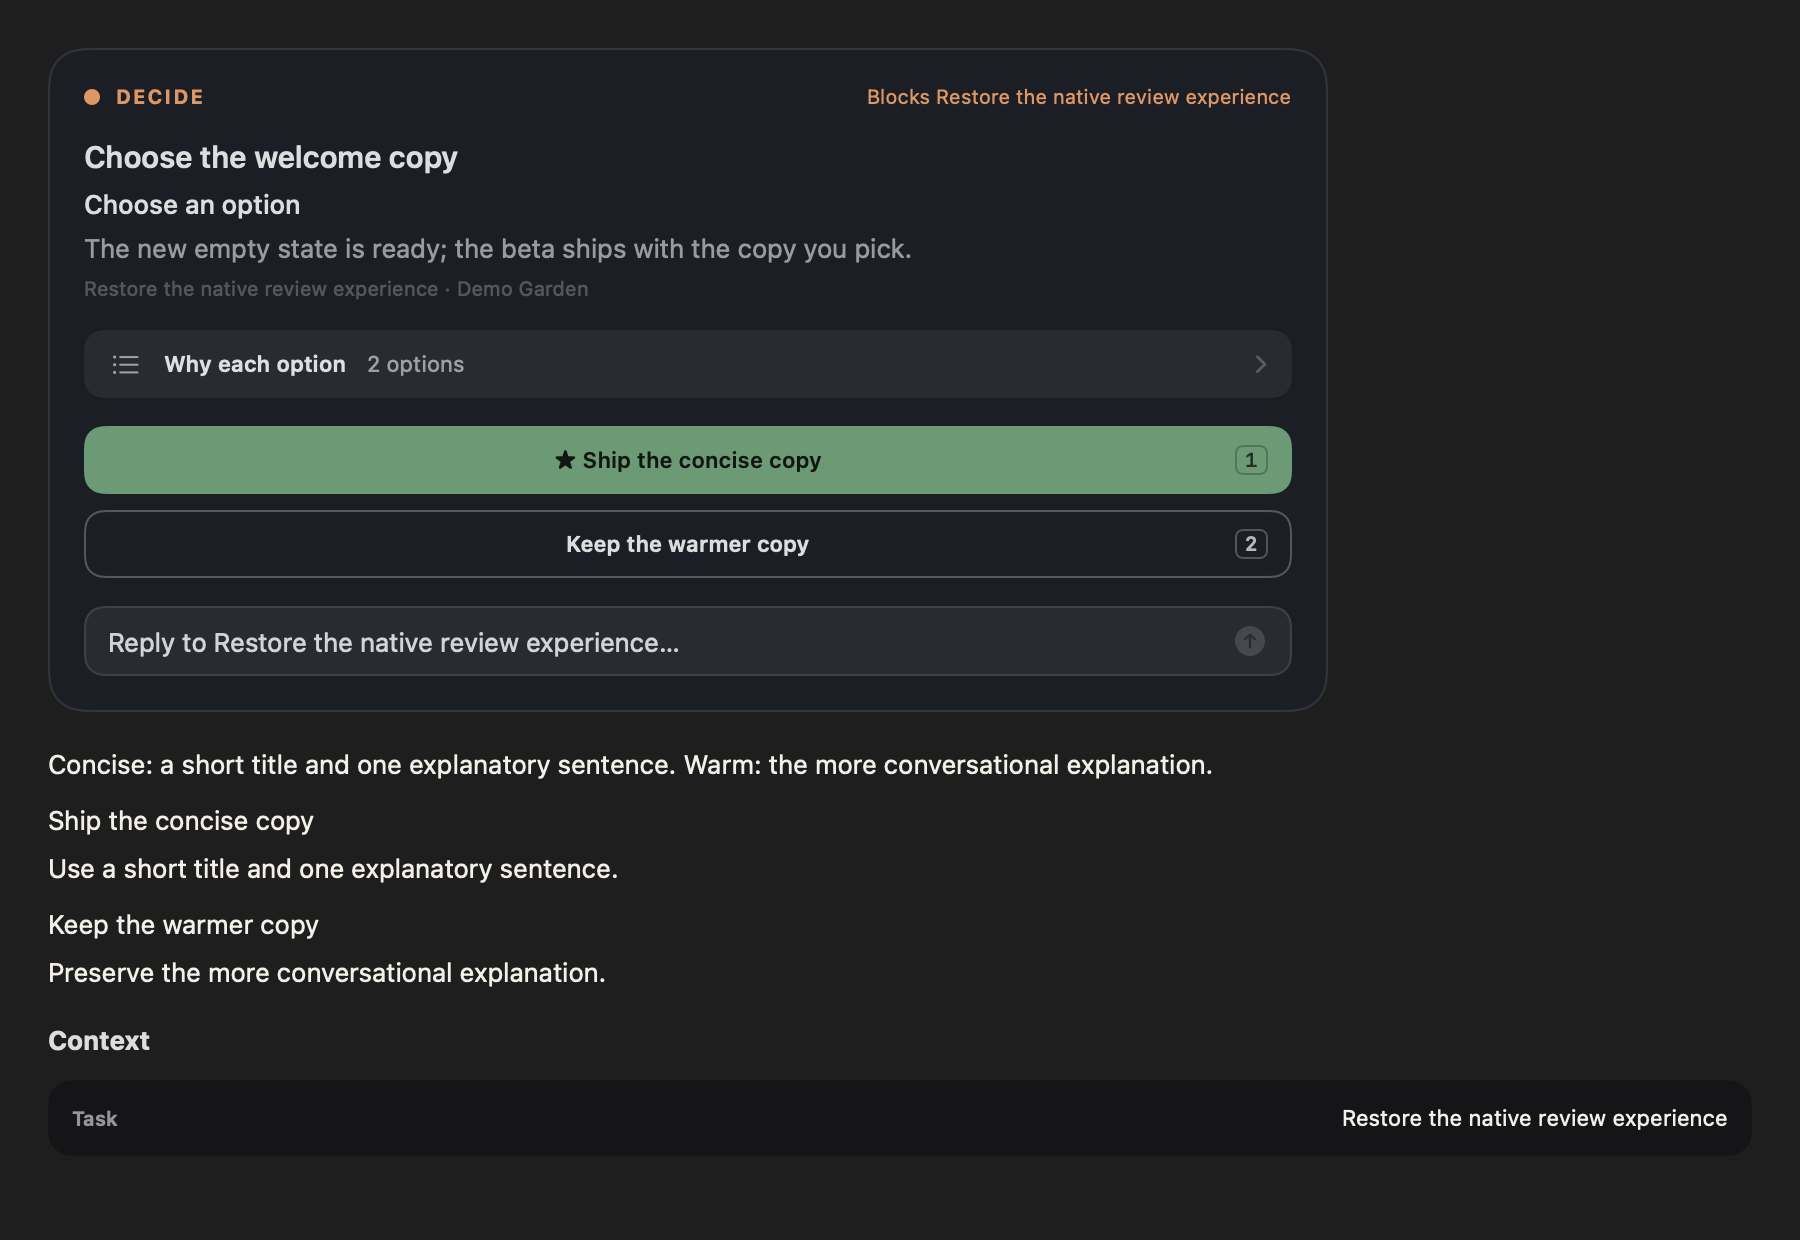 DECIDE
Blocks Restore the native review experience
Choose the welcome copy
Choose an option
The new empty state is ready; the beta ships with the copy you pick.
Restore the native review experience · Demo Garden
Why each option 2 options
★ Ship the concise copy 1
Keep the warmer copy 2
Reply to Restore the native review experience...
Concise: a short title and one explanatory sentence. Warm: the more conversational explanation.
Ship the concise copy
Use a short title and one explanatory sentence.
Keep the warmer copy
Preserve the more conversational explanation.
Context
Task Restore the native review experience